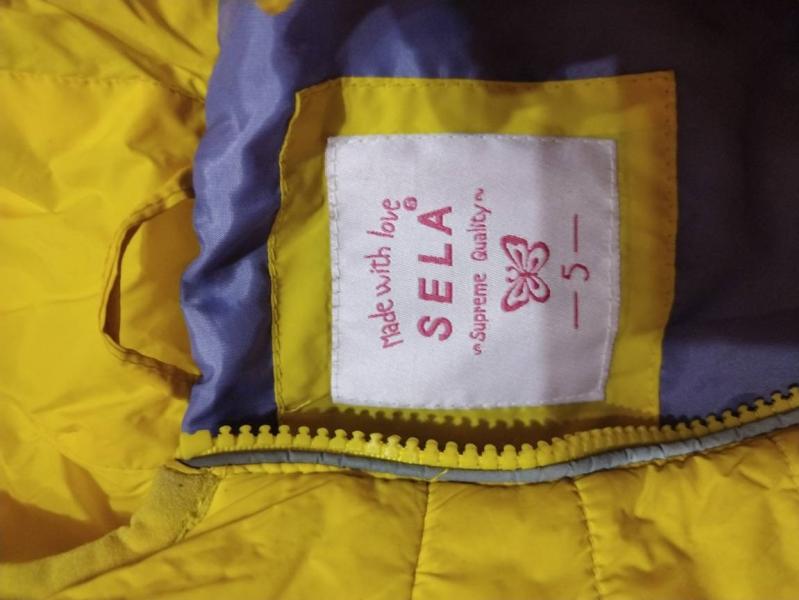 Made with love
SELA®
~Supreme Quality~
— 5 —